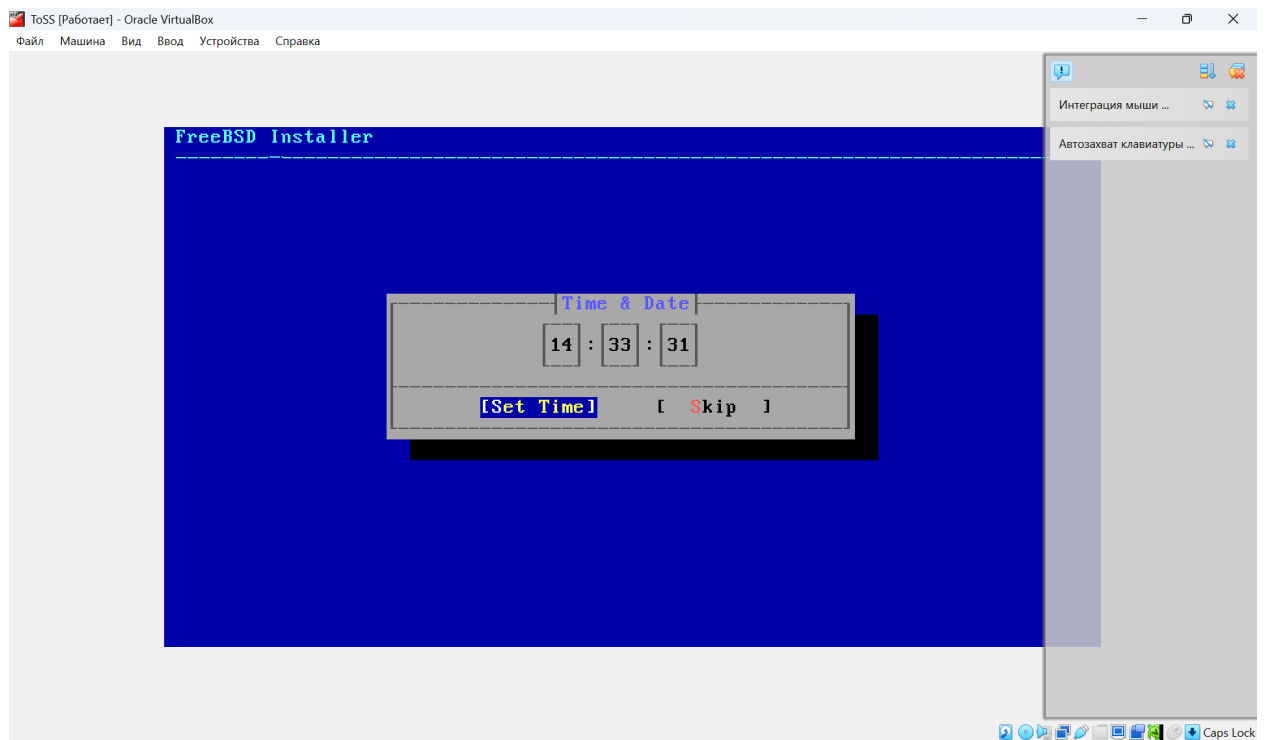 ToSS [Работает] - Oracle VirtualBox
Файл Машина Вид Ввод Устройства Справка
Интеграция мыши ...
Автозахват клавиатуры ...
FreeBSD Installer
Time & Date
14 : 33 : 31
[Set Time] [ Skip ]
Caps Lock